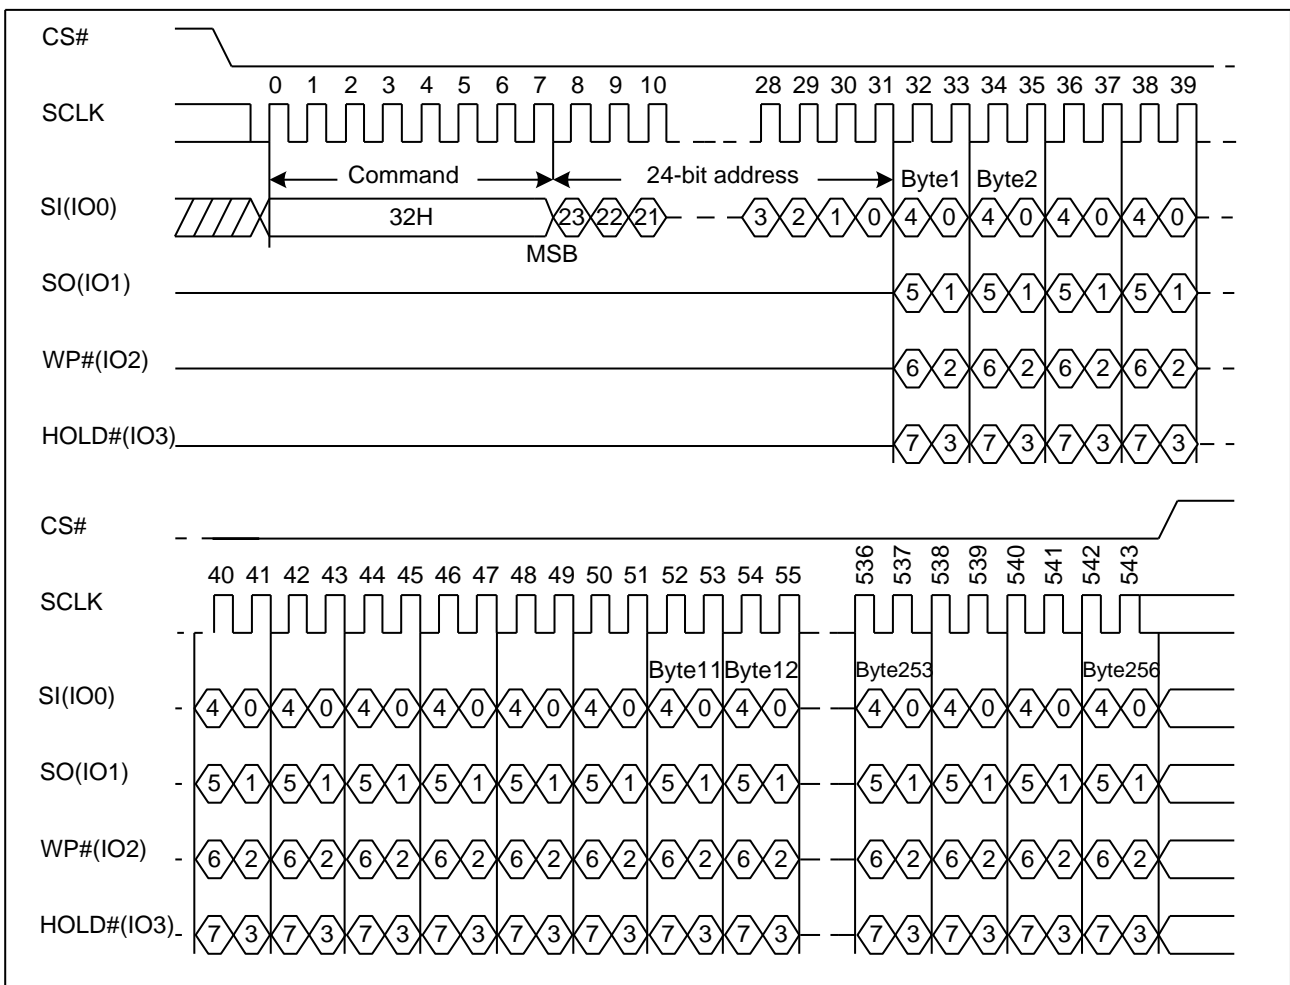 CS#
0 1 2 3 4 5 6 7 8 9 10 28 29 30 31 32 33 34 35 36 37 38 39
SCLK
Command 24-bit address Byte1 Byte2
SI(IO0) 32H 23 22 21 3 2 1 0 4 0 4 0 4 0 4 0
MSB
SO(IO1) 5 1 5 1 5 1 5 1
WP#(IO2) 6 2 6 2 6 2 6 2
HOLD#(IO3) 7 3 7 3 7 3 7 3
CS#
40 41 42 43 44 45 46 47 48 49 50 51 52 53 54 55 536 537 538 539 540 541 542 543
SCLK
Byte11 Byte12 Byte253 Byte256
SI(IO0) 4 0 4 0 4 0 4 0 4 0 4 0 4 0 4 0 4 0 4 0 4 0 4 0
SO(IO1) 5 1 5 1 5 1 5 1 5 1 5 1 5 1 5 1 5 1 5 1 5 1 5 1
WP#(IO2) 6 2 6 2 6 2 6 2 6 2 6 2 6 2 6 2 6 2 6 2 6 2 6 2
HOLD#(IO3) 7 3 7 3 7 3 7 3 7 3 7 3 7 3 7 3 7 3 7 3 7 3 7 3